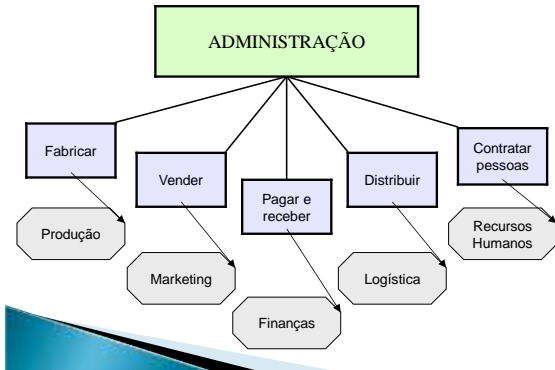 ADMINISTRAÇÃO
Fabricar
Vender
Pagar e
receber
Distribuir
Contratar
pessoas
Produção
Marketing
Finanças
Logística
Recursos
Humanos